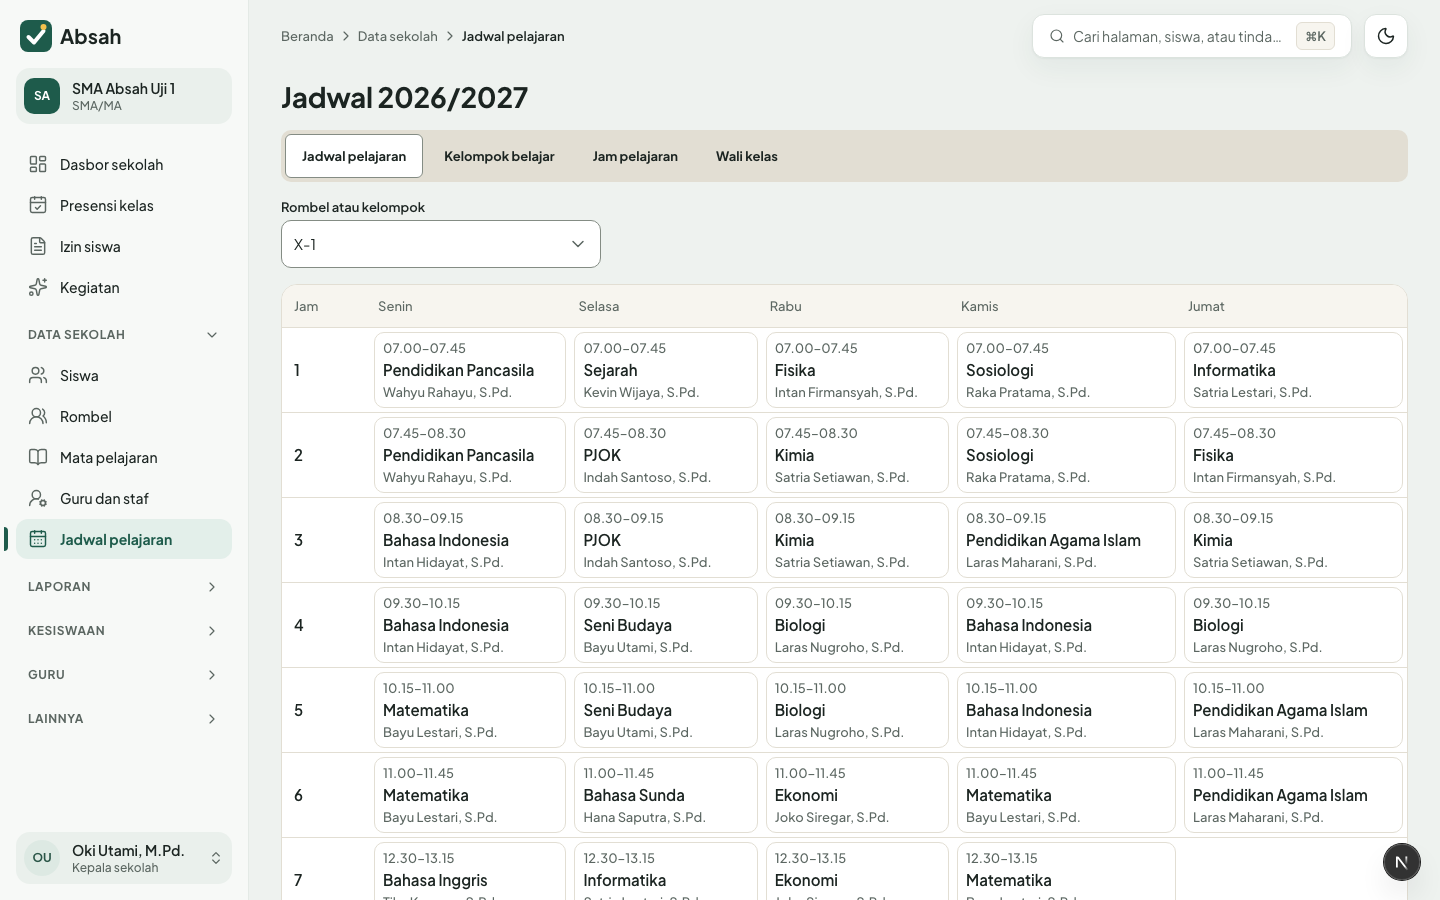 Absah
SA
SMA Absah Uji 1
SMA/MA
Dasbor sekolah
Presensi kelas
Izin siswa
Kegiatan
DATA SEKOLAH
Siswa
Rombel
Mata pelajaran
Guru dan staf
Jadwal pelajaran
LAPORAN
KESISWAAN
GURU
LAINNYA
OU
Oki Utami, M.Pd.
Kepala sekolah
Beranda > Data sekolah > Jadwal pelajaran
Cari halaman, siswa, atau tinda... ⌘K
Jadwal 2026/2027
Jadwal pelajaran Kelompok belajar Jam pelajaran Wali kelas
Rombel atau kelompok
X-1
Jam Senin Selasa Rabu Kamis Jumat
07.00–07.45 07.00–07.45 07.00–07.45 07.00–07.45 07.00–07.45
1 Pendidikan Pancasila Sejarah Fisika Sosiologi Informatika
Wahyu Rahayu, S.Pd. Kevin Wijaya, S.Pd. Intan Firmansyah, S.Pd. Raka Pratama, S.Pd. Satria Lestari, S.Pd.
07.45–08.30 07.45–08.30 07.45–08.30 07.45–08.30 07.45–08.30
2 Pendidikan Pancasila PJOK Kimia Sosiologi Fisika
Wahyu Rahayu, S.Pd. Indah Santoso, S.Pd. Satria Setiawan, S.Pd. Raka Pratama, S.Pd. Intan Firmansyah, S.Pd.
08.30–09.15 08.30–09.15 08.30–09.15 08.30–09.15 08.30–09.15
3 Bahasa Indonesia PJOK Kimia Pendidikan Agama Islam Kimia
Intan Hidayat, S.Pd. Indah Santoso, S.Pd. Satria Setiawan, S.Pd. Laras Maharani, S.Pd. Satria Setiawan, S.Pd.
09.30–10.15 09.30–10.15 09.30–10.15 09.30–10.15 09.30–10.15
4 Bahasa Indonesia Seni Budaya Biologi Bahasa Indonesia Biologi
Intan Hidayat, S.Pd. Bayu Utami, S.Pd. Laras Nugroho, S.Pd. Intan Hidayat, S.Pd. Laras Nugroho, S.Pd.
10.15–11.00 10.15–11.00 10.15–11.00 10.15–11.00 10.15–11.00
5 Matematika Seni Budaya Biologi Bahasa Indonesia Pendidikan Agama Islam
Bayu Lestari, S.Pd. Bayu Utami, S.Pd. Laras Nugroho, S.Pd. Intan Hidayat, S.Pd. Laras Maharani, S.Pd.
11.00–11.45 11.00–11.45 11.00–11.45 11.00–11.45 11.00–11.45
6 Matematika Bahasa Sunda Ekonomi Matematika Pendidikan Agama Islam
Bayu Lestari, S.Pd. Hana Saputra, S.Pd. Joko Siregar, S.Pd. Bayu Lestari, S.Pd. Laras Maharani, S.Pd.
12.30–13.15 12.30–13.15 12.30–13.15 12.30–13.15
7 Bahasa Inggris Informatika Ekonomi Matematika
N